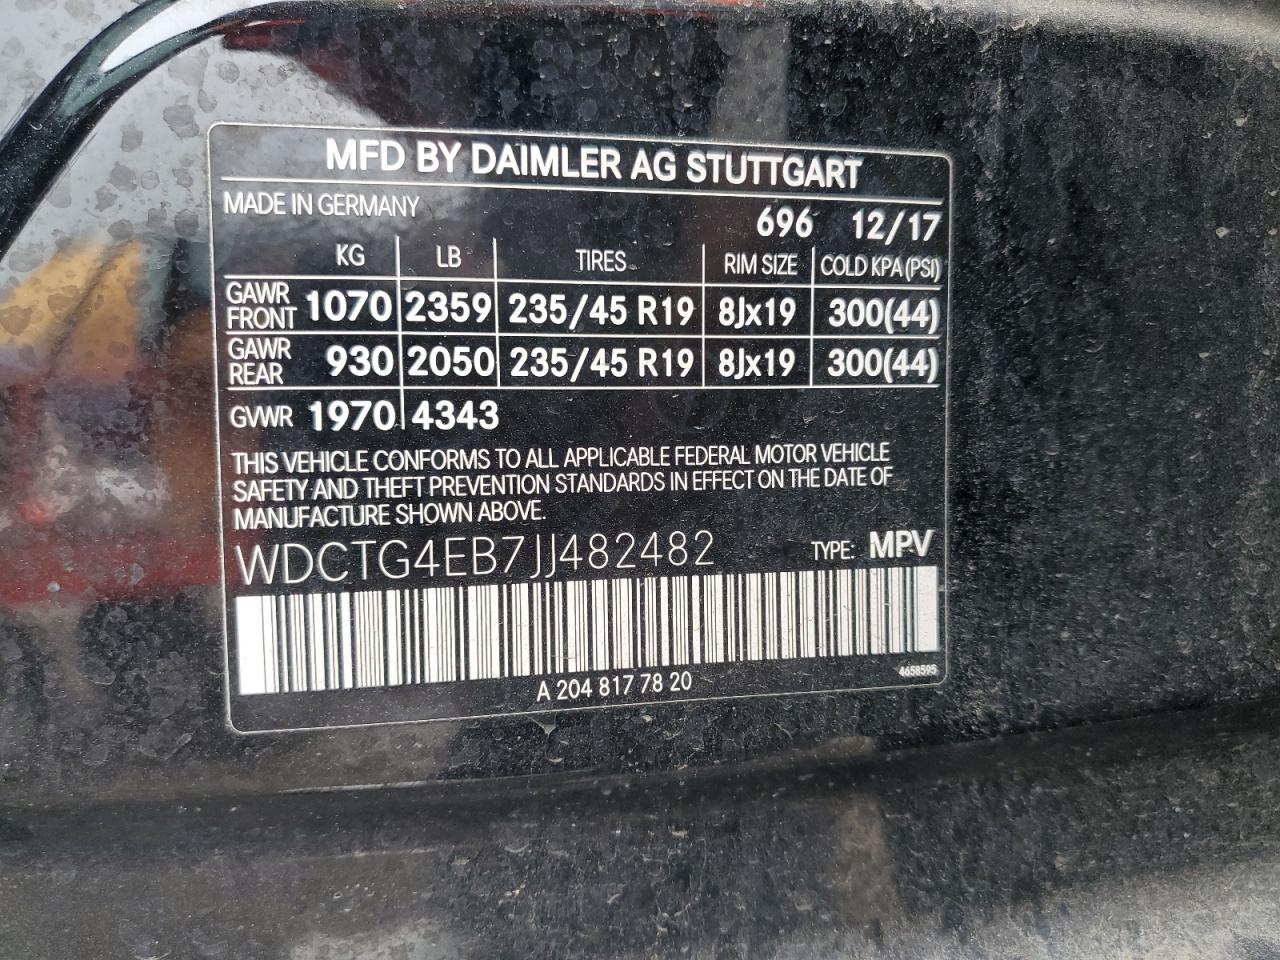 MFD BY DAIMLER AG STUTTGART
MADE IN GERMANY 696 12/17
KG LB TIRES RIM SIZE COLD KPA (PSI)
GAWR FRONT 1070 2359 235/45 R19 8Jx19 300(44)
GAWR REAR 930 2050 235/45 R19 8Jx19 300(44)
GVWR 1970 4343
THIS VEHICLE CONFORMS TO ALL APPLICABLE FEDERAL MOTOR VEHICLE
SAFETY AND THEFT PREVENTION STANDARDS IN EFFECT ON THE DATE OF
MANUFACTURE SHOWN ABOVE.
WDCTG4EB7JJ482482 TYPE: MPV
A 204 817 78 20 4658595